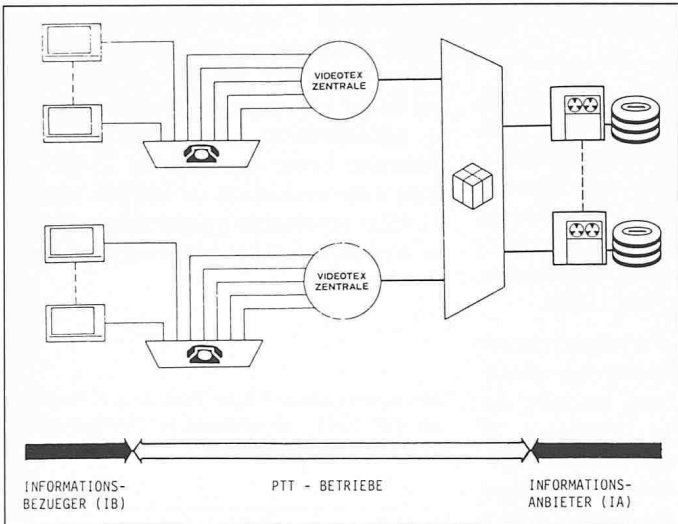 VIDEOTEX
ZENTRALE
VIDEOTEX
ZENTRALE
INFORMATIONS-
BEZUEGER (IB)
PTT - BETRIEBE
INFORMATIONS-
ANBIETER (IA)